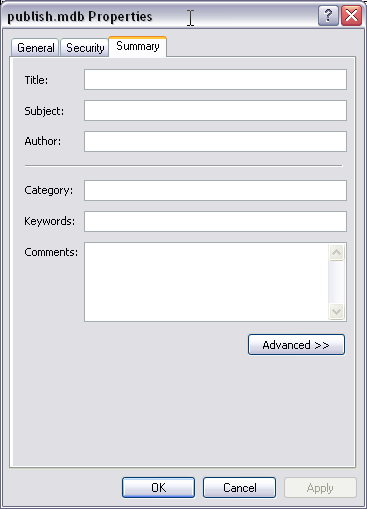 publish.mdb Properties
General Security Summary
Title:
Subject:
Author:
Category:
Keywords:
Comments:
Advanced >>
OK Cancel Apply